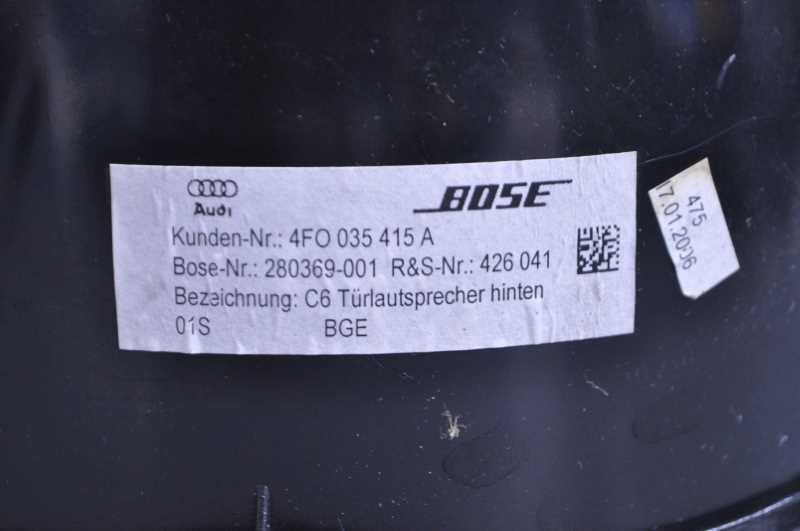 Audi
BOSE
Kunden-Nr.: 4FO 035 415 A
Bose-Nr.: 280369-001 R&S-Nr.: 426 041
Bezeichnung: C6 Türlautsprecher hinten
01S BGE
475
17.01.2006